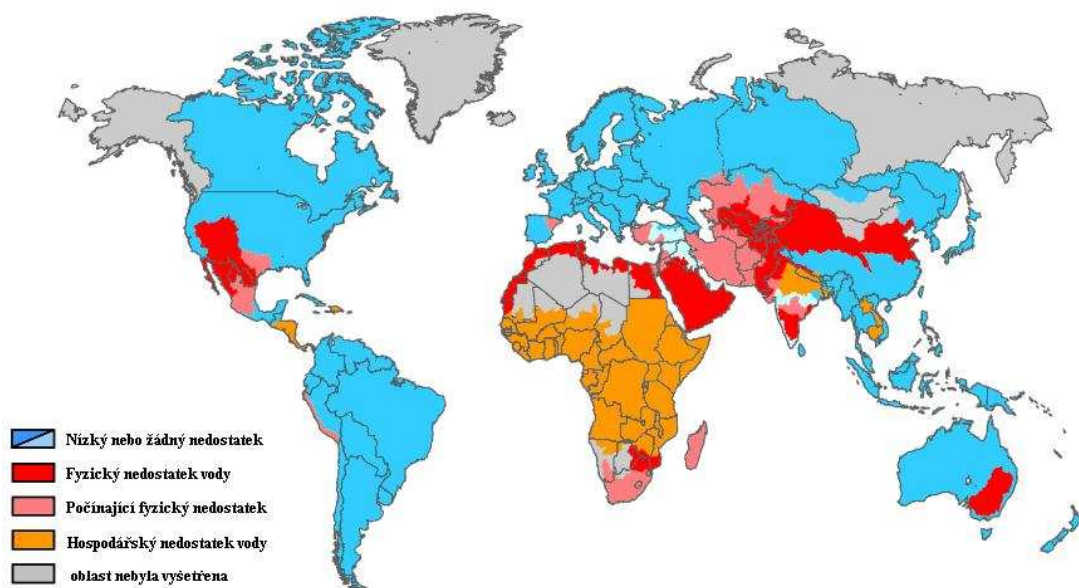 Nízký nebo žádný nedostatek
Fyzický nedostatek vody
Počínající fyzický nedostatek
Hospodářský nedostatek vody
oblast nebyla vyšetřena